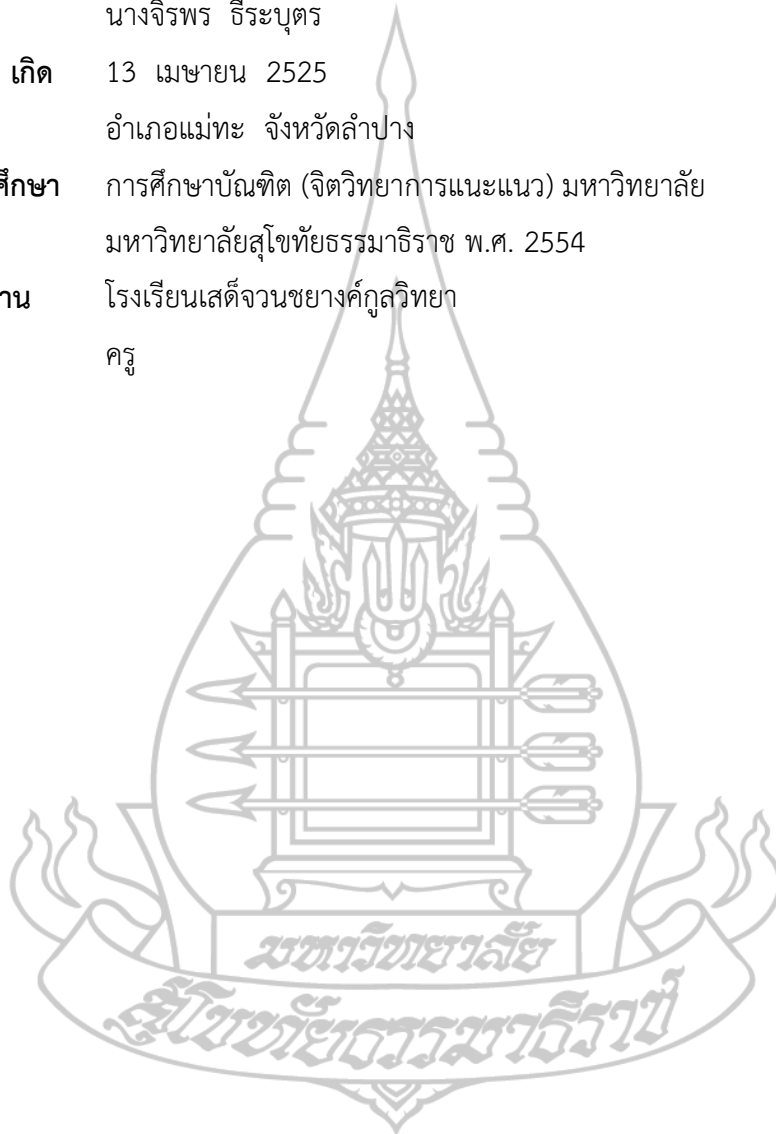 นางจิรพร ธีระบุตร
เกิด 13 เมษายน 2525
อำเภอแม่ทะ จังหวัดลำปาง
ศึกษา การศึกษาบัณฑิต (จิตวิทยาการแนะแนว) มหาวิทยาลัย
มหาวิทยาลัยสุโขทัยธรรมาธิราช พ.ศ. 2554
าน โรงเรียนเสด็จวนชยางค์กูลวิทยา
ครู
มหาวิทยาลัย
สุโขทัยธรรมาธิราช